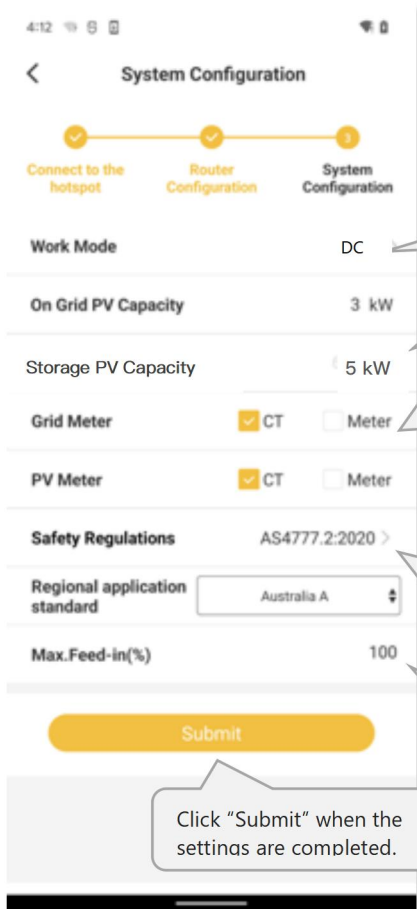 4:12
System Configuration
3
Connect to the
hotspot
Router
Configuration
System
Configuration
Work Mode DC
On Grid PV Capacity 3 kW
Storage PV Capacity 5 kW
Grid Meter CT Meter
PV Meter CT Meter
Safety Regulations AS4777.2:2020 >
Regional application
standard
Australia A
Max.Feed-in(%) 100
Submit
Click “Submit” when the
settings are completed.